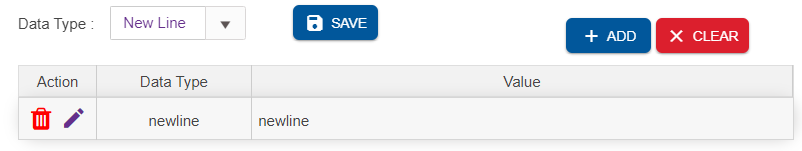 Data Type : New Line SAVE
ADD CLEAR
Action Data Type Value
newline newline